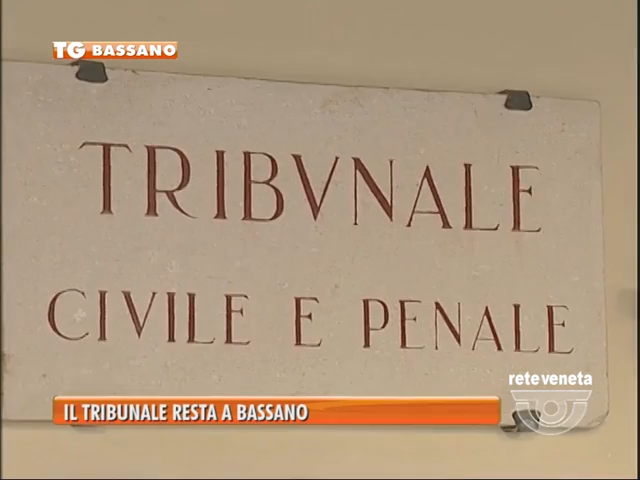 TG BASSANO
TRIBVNALE
CIVILE E PENALE
reteveneta
IL TRIBUNALE RESTA A BASSANO